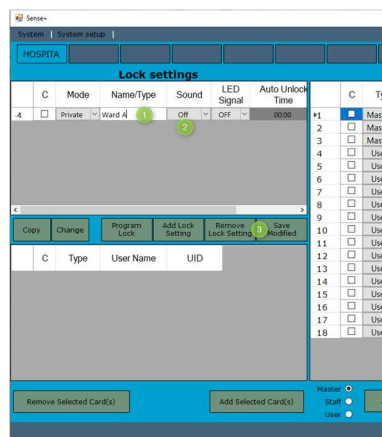 Sense+
System | System setup |
HOSPITA
Lock settings
C Mode Name/Type Sound LED Signal Auto Unlock Time
Private Ward A 1 Off OFF 00:00
2
Copy Change Program Lock Add Lock Setting Remove Lock Setting 3 Save Modified
C Type User Name UID
Remove Selected Card(s) Add Selected Card(s)
C
1 Mas
2 Mas
3 Mas
4 Use
5 Use
6 Use
7 Use
8 Use
9 Use
10 Use
11 Use
12 Use
13 Use
14 Use
15 Use
16 Use
17 Use
18 Use
Master
Staff
User